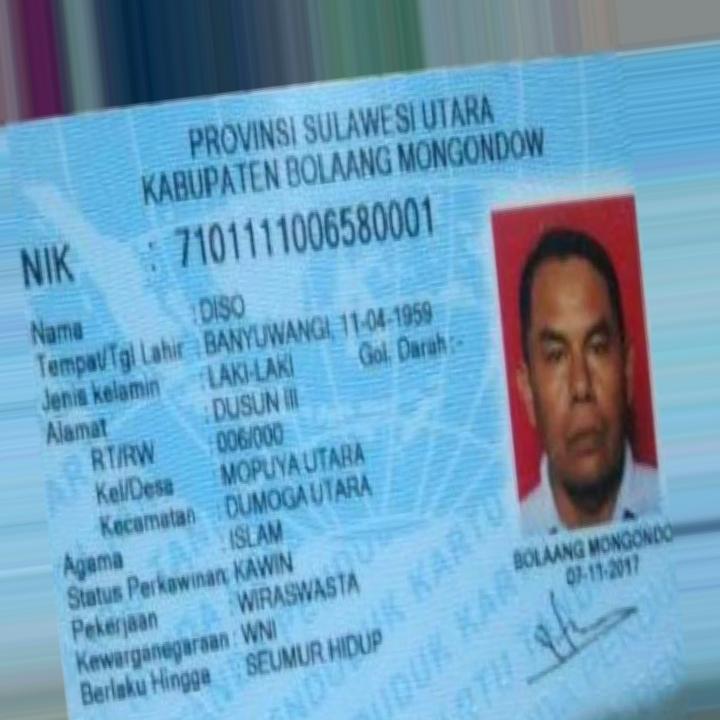 PROVINSI SULAWESI UTARA
KABUPATEN BOLAANG MONGONDOW
NIK : 7101111006580001
Nama : DISO
Tempat/Tgl Lahir : BANYUWANGI, 11-04-1959
Jenis kelamin : LAKI-LAKI Gol. Darah : -
Alamat : DUSUN III
RT/RW : 006/000
Kel/Desa : MOPUYA UTARA
Kecamatan : DUMOGA UTARA
Agama : ISLAM
Status Perkawinan: KAWIN
Pekerjaan : WIRASWASTA
Kewarganegaraan : WNI
Berlaku Hingga : SEUMUR HIDUP
BOLAANG MONGONDO
07-11-2017